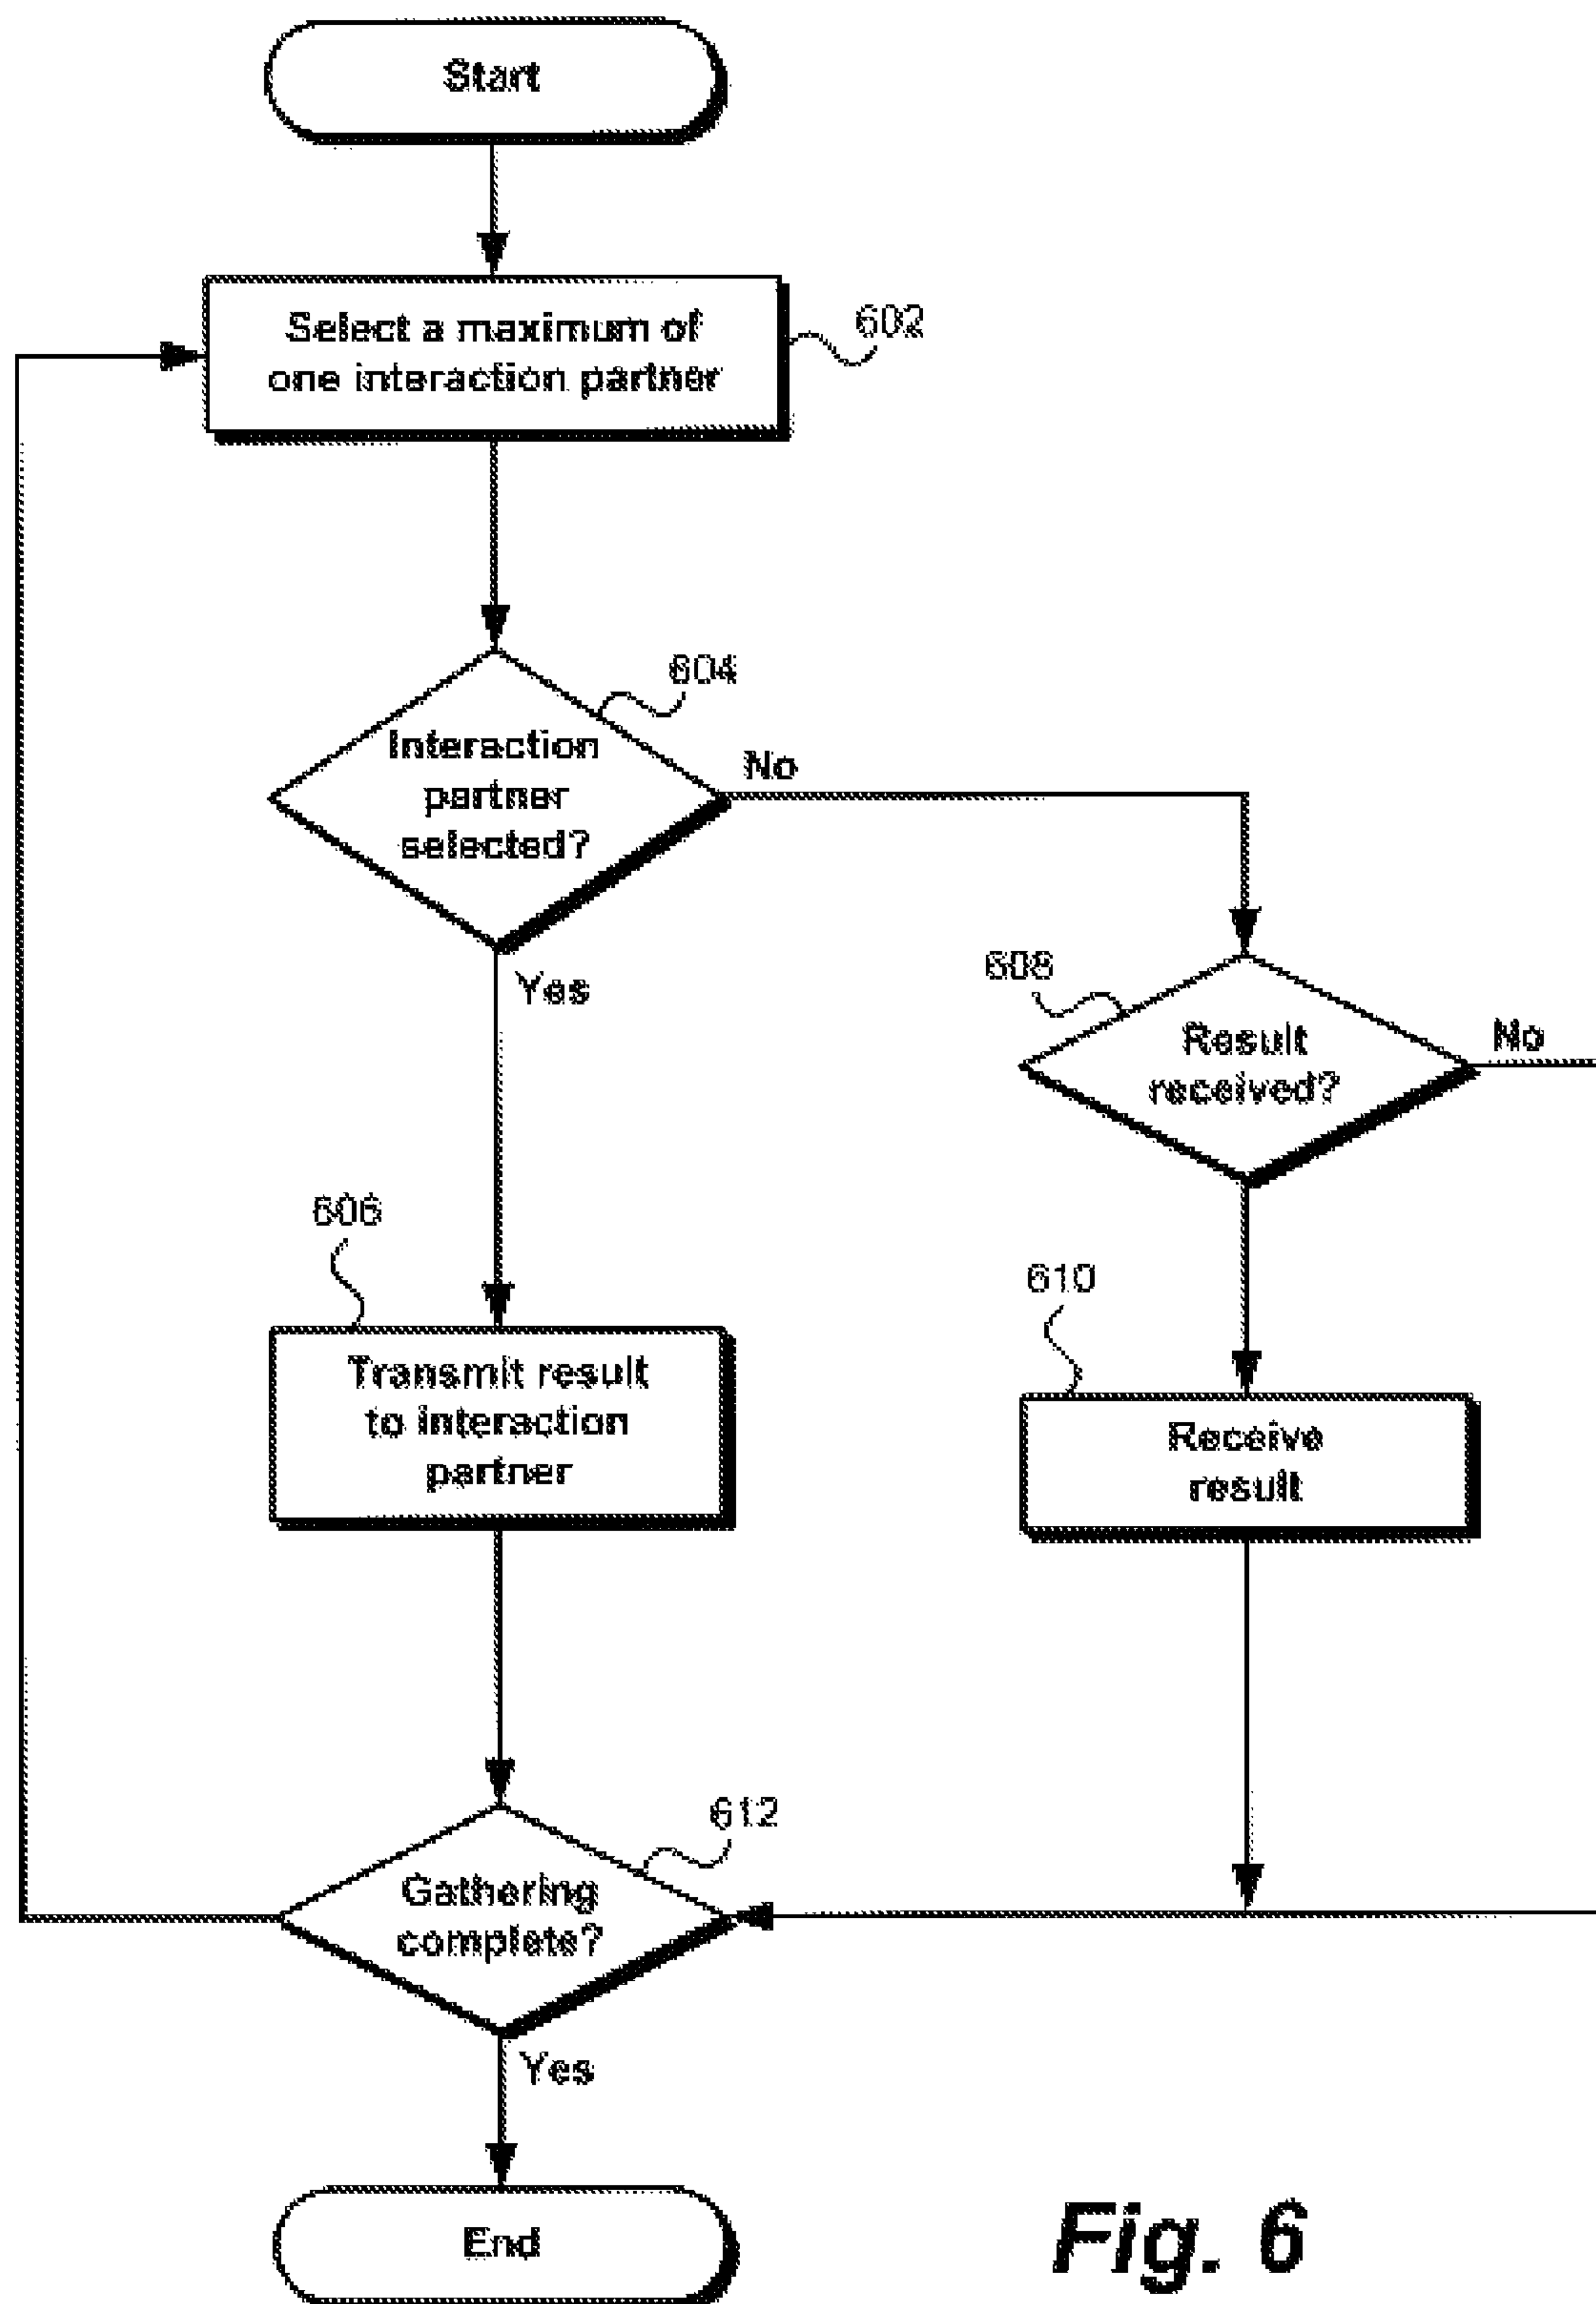 Start
Select a maximum of
one interaction partner
602
604
Interaction
partner
selected?
No
Yes
608
Result
received?
No
606
Transmit result
to interaction
partner
610
Receive
result
612
Gathering
complete?
Yes
End
Fig. 6